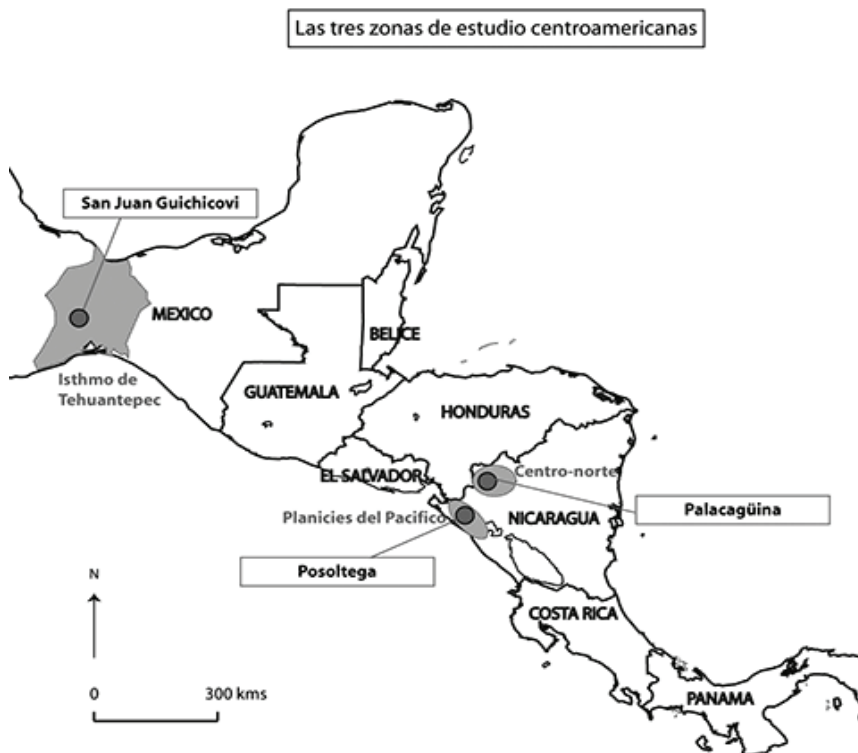 Las tres zonas de estudio centroamericanas
San Juan Guichicovi
MEXICO
BELICE
Isthmo de
Tehuantepec
GUATEMALA
HONDURAS
EL SALVADOR
Centro-norte
Planicies del Pacifico
NICARAGUA
Palacagüina
Posoltega
N
COSTA RICA
0
300 kms
PANAMA